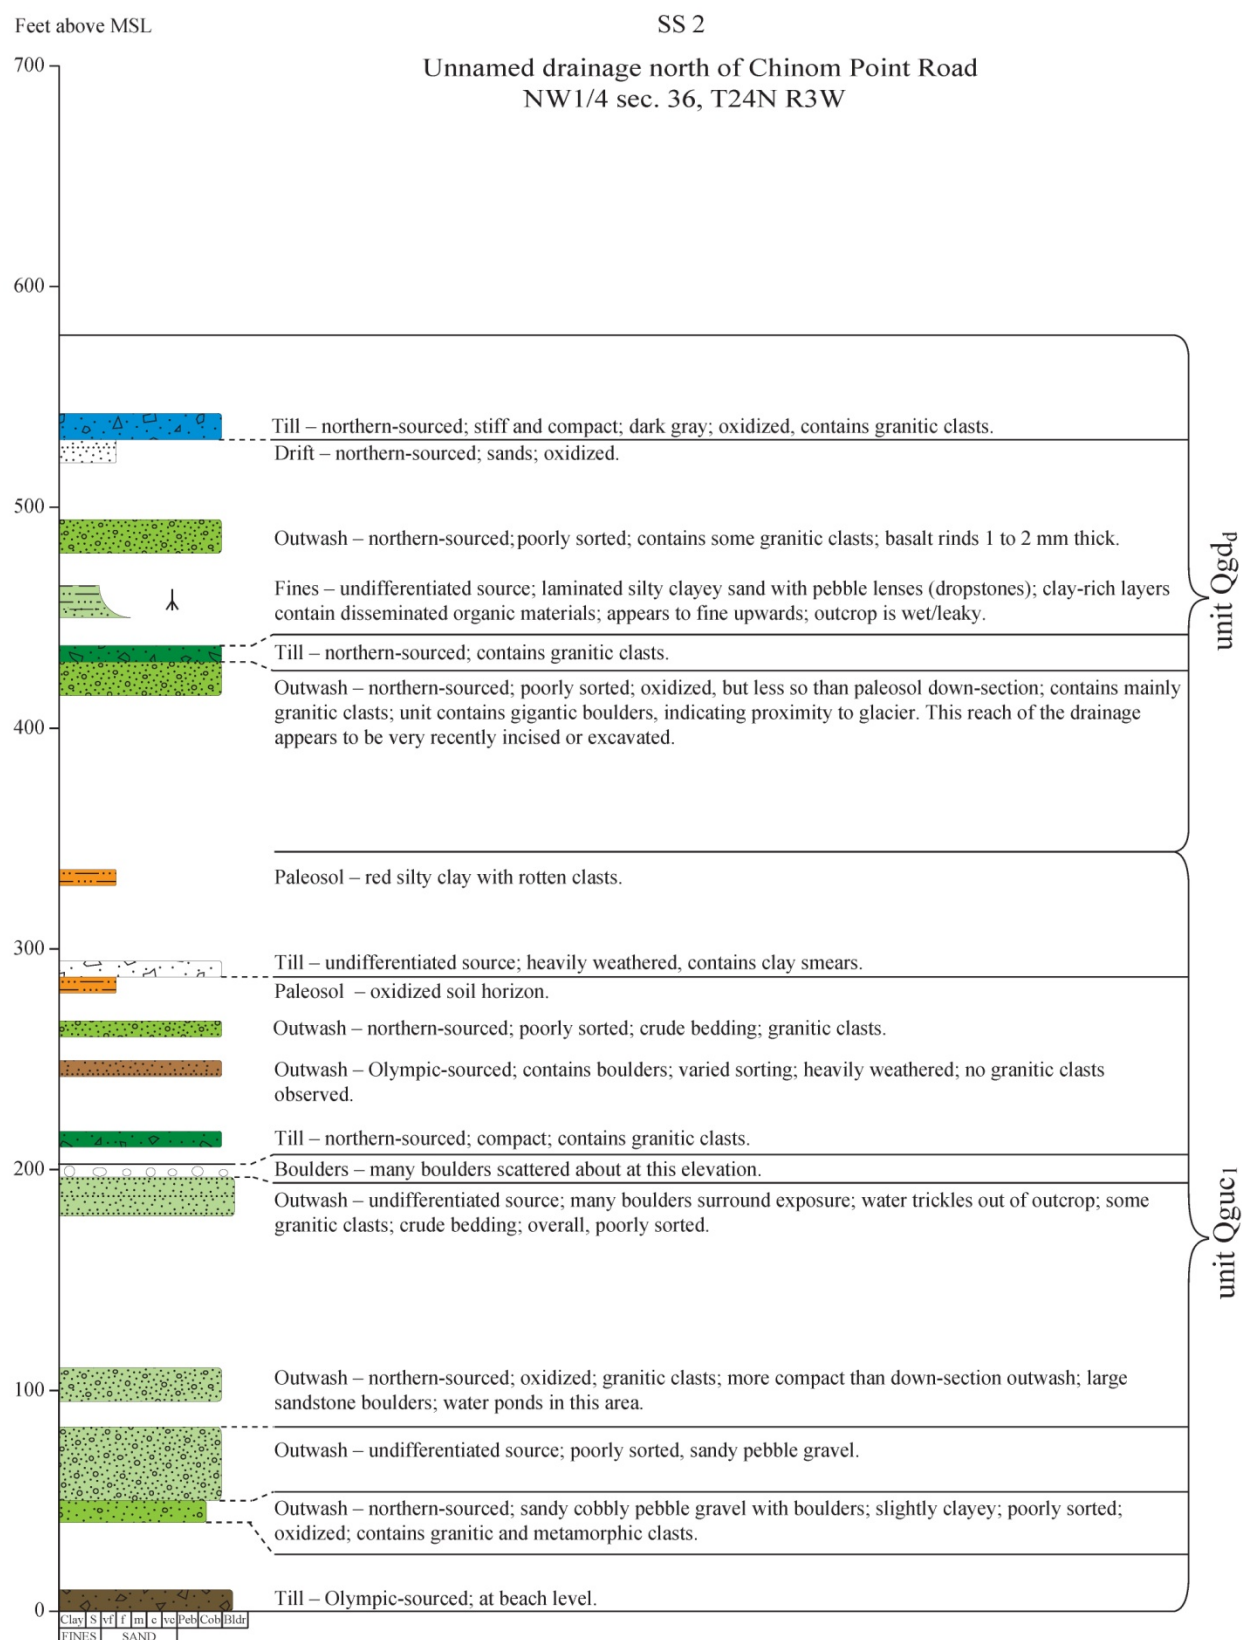 Feet above MSL
SS 2
Unnamed drainage north of Chinom Point Road
NW1/4 sec. 36, T24N R3W
700
600
Till – northern-sourced; stiff and compact; dark gray; oxidized, contains granitic clasts.
Drift – northern-sourced; sands; oxidized.
500
Outwash – northern-sourced; poorly sorted; contains some granitic clasts; basalt rinds 1 to 2 mm thick.
Fines – undifferentiated source; laminated silty clayey sand with pebble lenses (dropstones); clay-rich layers
contain disseminated organic materials; appears to fine upwards; outcrop is wet/leaky.
unit Qgpd
Till – northern-sourced; contains granitic clasts.
Outwash – northern-sourced; poorly sorted; oxidized, but less so than paleosol down-section; contains mainly
granitic clasts; unit contains gigantic boulders, indicating proximity to glacier. This reach of the drainage
appears to be very recently incised or excavated.
400
Paleosol – red silty clay with rotten clasts.
300
Till – undifferentiated source; heavily weathered, contains clay smears.
Paleosol – oxidized soil horizon.
Outwash – northern-sourced; poorly sorted; crude bedding; granitic clasts.
Outwash – Olympic-sourced; contains boulders; varied sorting; heavily weathered; no granitic clasts
observed.
Till – northern-sourced; compact; contains granitic clasts.
200
Boulders – many boulders scattered about at this elevation.
Outwash – undifferentiated source; many boulders surround exposure; water trickles out of outcrop; some
granitic clasts; crude bedding; overall, poorly sorted.
unit Qguc1
100
Outwash – northern-sourced; oxidized; granitic clasts; more compact than down-section outwash; large
sandstone boulders; water ponds in this area.
Outwash – undifferentiated source; poorly sorted, sandy pebble gravel.
Outwash – northern-sourced; sandy cobbly pebble gravel with boulders; slightly clayey; poorly sorted;
oxidized; contains granitic and metamorphic clasts.
Till – Olympic-sourced; at beach level.
0
Clay S vf f m c vc Peb Cob Bldr
FINES SAND